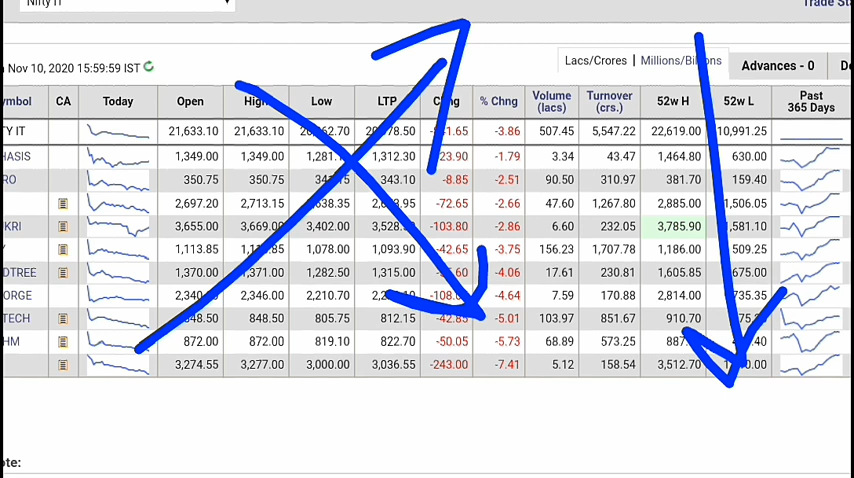 Nifty IT
Trade
Nov 10, 2020 15:59:59 IST
Lacs/Crores | Millions/Billions
Advances - 0
CA Today Open High Low LTP % Chng Volume (lacs) Turnover (crs.) 52w H 52w L Past 365 Days
TY IT 21,633.10 21,633.10 -3.86 507.45 5,547.22 22,619.00 10,991.25
HASIS 1,349.00 1,349.00 1,312.30 -23.90 -1.79 3.34 43.47 1,464.80 630.00
RO 350.75 350.75 343.10 -8.85 -2.51 90.50 310.97 381.70 159.40
2,697.20 2,713.15 -72.65 -2.66 47.60 1,267.80 2,885.00 1,506.05
KRI 3,655.00 3,669.00 3,402.00 -103.80 -2.86 6.60 232.05 3,785.90 1,581.10
Y 1,113.85 1,078.00 1,093.90 -42.65 -3.75 156.23 1,707.78 1,186.00 509.25
DTREE 1,370.00 1,371.00 1,282.50 1,315.00 -4.06 17.61 230.81 1,605.85 675.00
ORGE 2,346.00 2,210.70 -4.64 7.59 170.88 2,814.00 735.35
TECH 848.50 848.50 805.75 812.15 -42.85 -5.01 103.97 851.67 910.70
HM 872.00 872.00 819.10 822.70 -50.05 -5.73 68.89 573.25
3,274.55 3,277.00 3,000.00 3,036.55 -243.00 -7.41 5.12 158.54 3,512.70
ote: